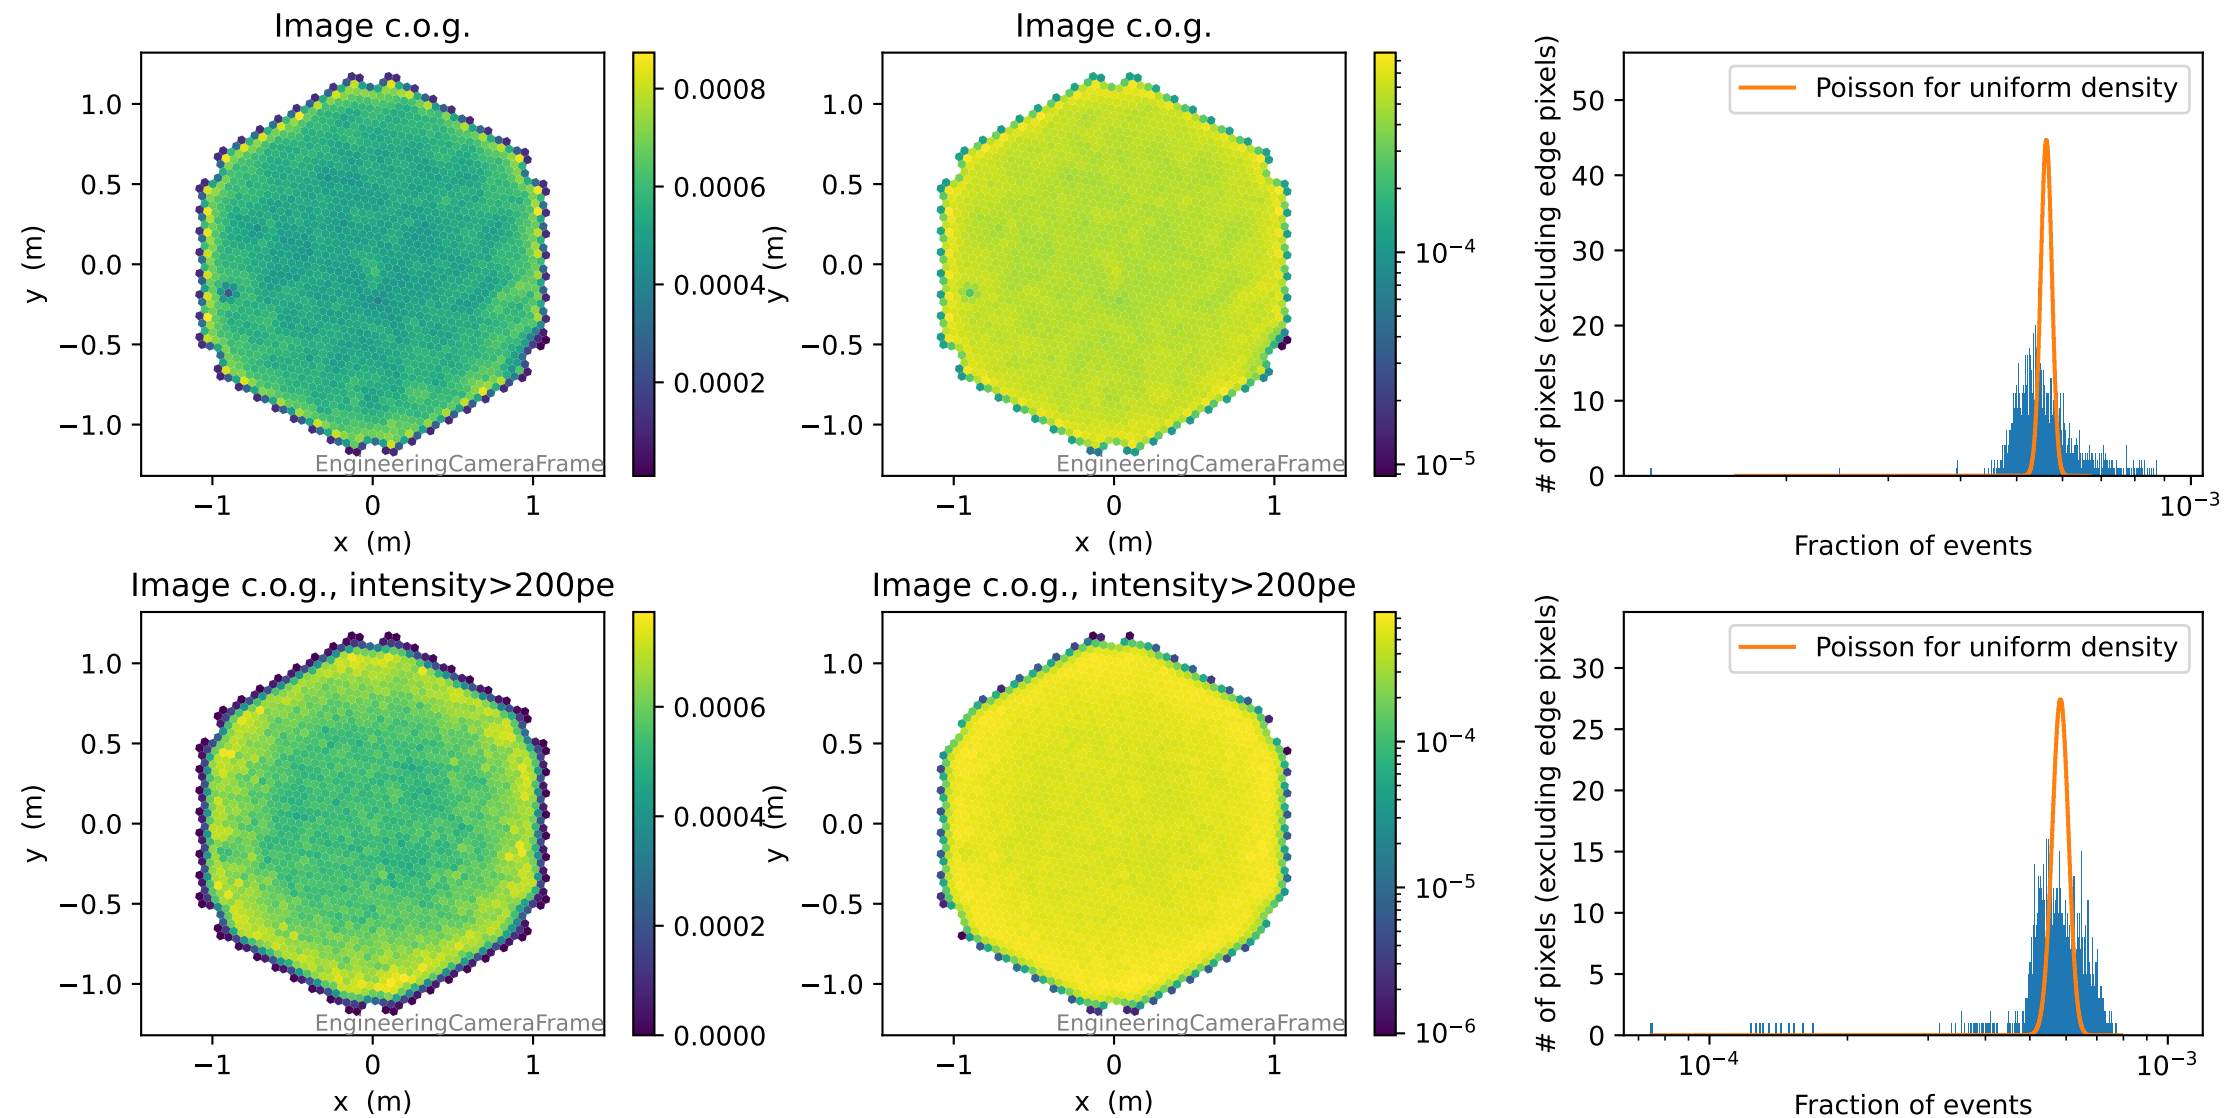 Image c.o.g.
y (m)
1.0
0.5
0.0
−0.5
−1.0
−1
0
1
x (m)
EngineeringCameraFrame
0.0008
0.0006
0.0004
0.0002
Image c.o.g.
y (m)
1.0
0.5
0.0
−0.5
−1.0
−1
0
1
x (m)
EngineeringCameraFrame
10⁻⁴
10⁻⁵
# of pixels (excluding edge pixels)
50
40
30
20
10
0
Poisson for uniform density
10⁻³
Fraction of events
Image c.o.g., intensity>200pe
y (m)
1.0
0.5
0.0
−0.5
−1.0
−1
0
1
x (m)
EngineeringCameraFrame
0.0006
0.0004
0.0002
0.0000
Image c.o.g., intensity>200pe
y (m)
1.0
0.5
0.0
−0.5
−1.0
−1
0
1
x (m)
EngineeringCameraFrame
10⁻⁴
10⁻⁵
10⁻⁶
# of pixels (excluding edge pixels)
30
25
20
15
10
5
0
Poisson for uniform density
10⁻⁴
10⁻³
Fraction of events